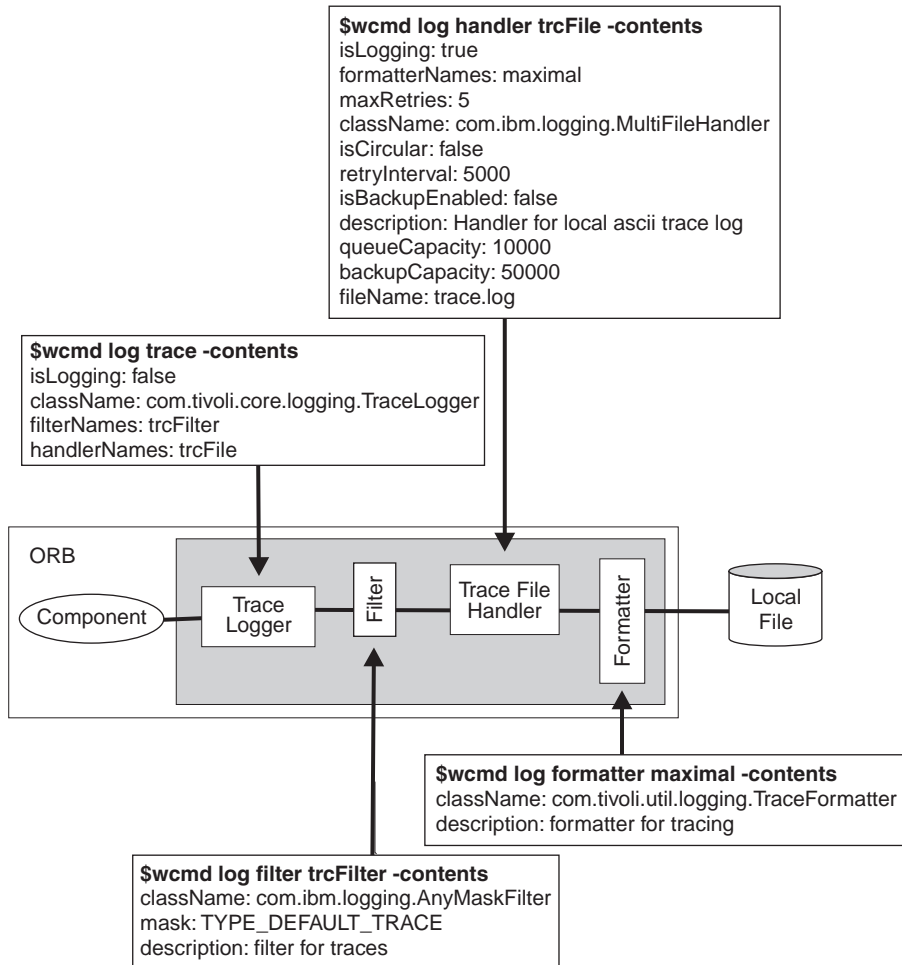 $wcmd log handler trcFile -contents
isLogging: true
formatterNames: maximal
maxRetries: 5
className: com.ibm.logging.MultiFileHandler
isCircular: false
retryInterval: 5000
isBackupEnabled: false
description: Handler for local ascii trace log
queueCapacity: 10000
backupCapacity: 50000
fileName: trace.log
$wcmd log trace -contents
isLogging: false
className: com.tivoli.core.logging.TraceLogger
filterNames: trcFilter
handlerNames: trcFile
ORB
Component
Trace
Logger
Filter
Trace File
Handler
Formatter
Local
File
$wcmd log formatter maximal -contents
className: com.tivoli.util.logging.TraceFormatter
description: formatter for tracing
$wcmd log filter trcFilter -contents
className: com.ibm.logging.AnyMaskFilter
mask: TYPE_DEFAULT_TRACE
description: filter for traces